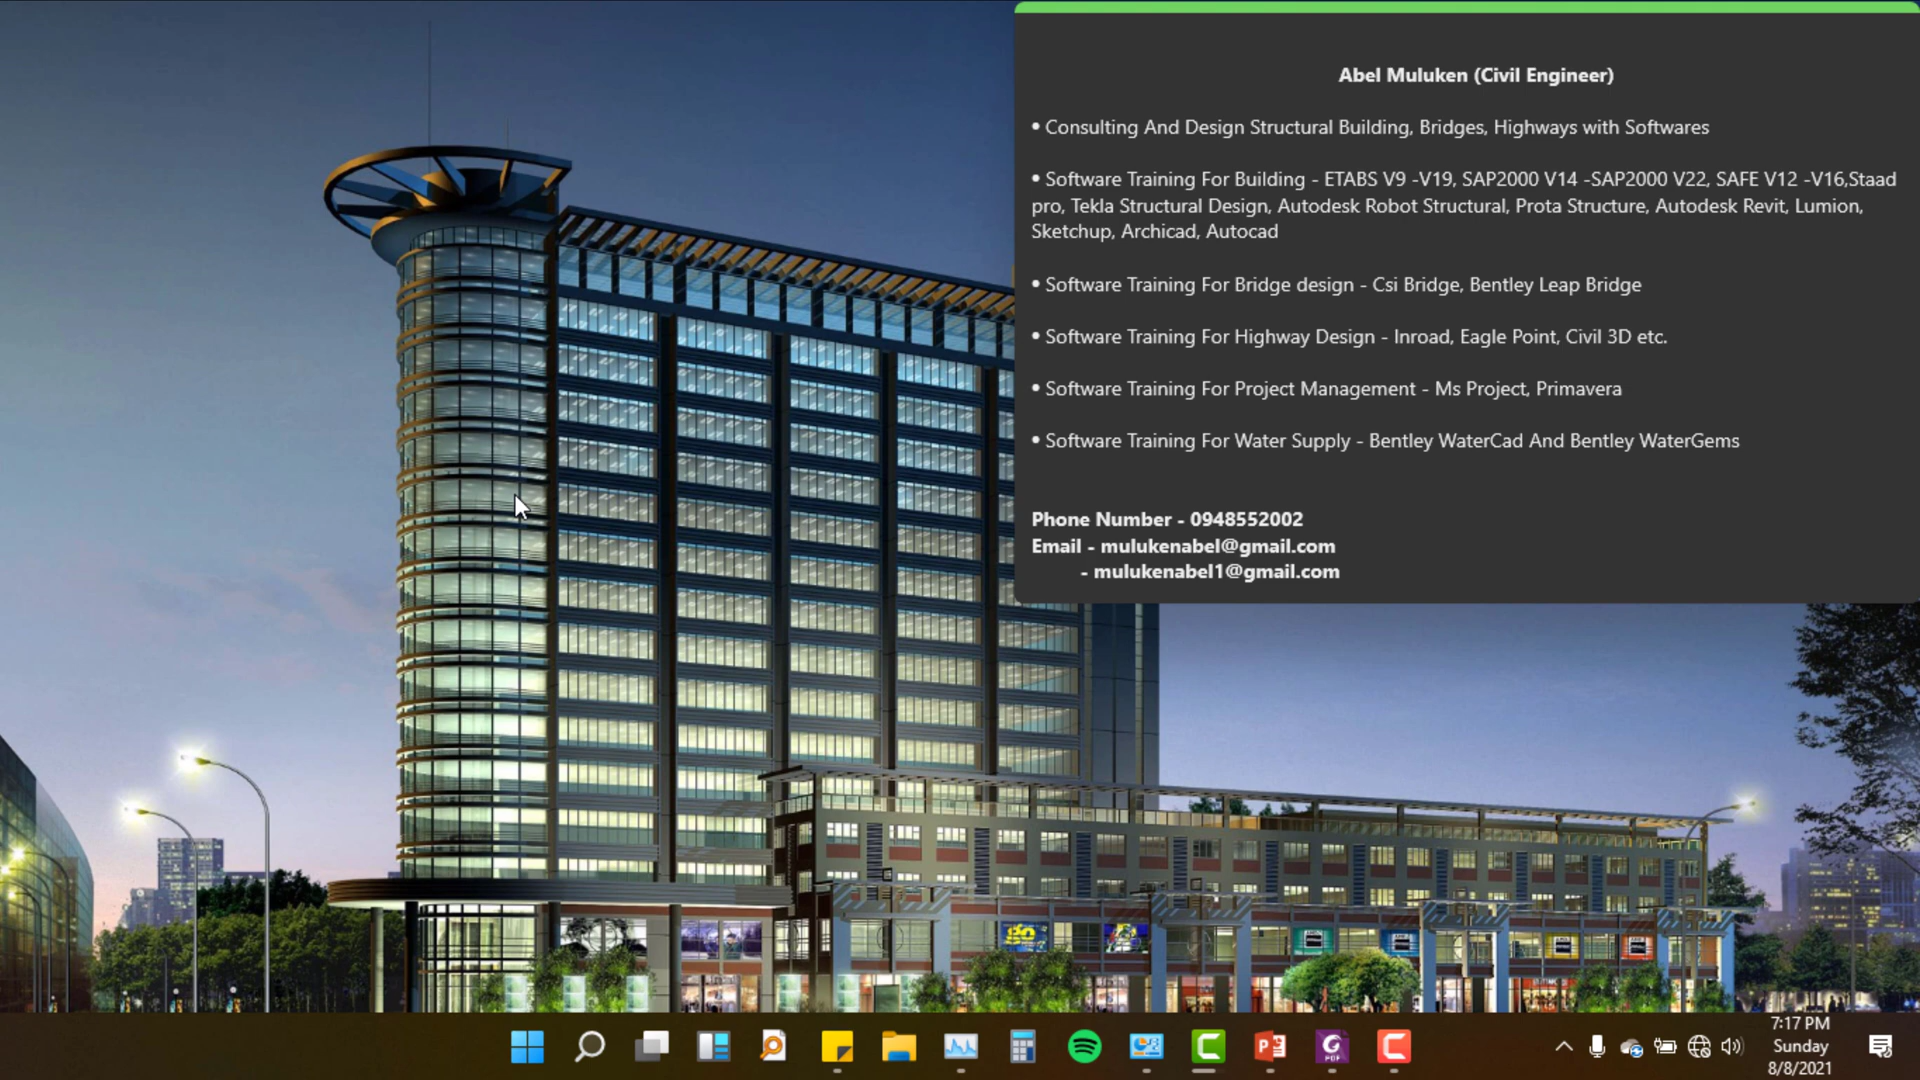 Abel Muluken (Civil Engineer)
• Consulting And Design Structural Building, Bridges, Highways with Softwares
• Software Training For Building - ETABS V9 -V19, SAP2000 V14 -SAP2000 V22, SAFE V12 -V16,Staad
pro, Tekla Structural Design, Autodesk Robot Structural, Prota Structure, Autodesk Revit, Lumion,
Sketchup, Archicad, Autocad
• Software Training For Bridge design - Csi Bridge, Bentley Leap Bridge
• Software Training For Highway Design - Inroad, Eagle Point, Civil 3D etc.
• Software Training For Project Management - Ms Project, Primavera
• Software Training For Water Supply - Bentley WaterCad And Bentley WaterGems
Phone Number - 0948552002
Email - mulukenabel@gmail.com
- mulukenabel1@gmail.com
7:17 PM
Sunday
8/8/2021